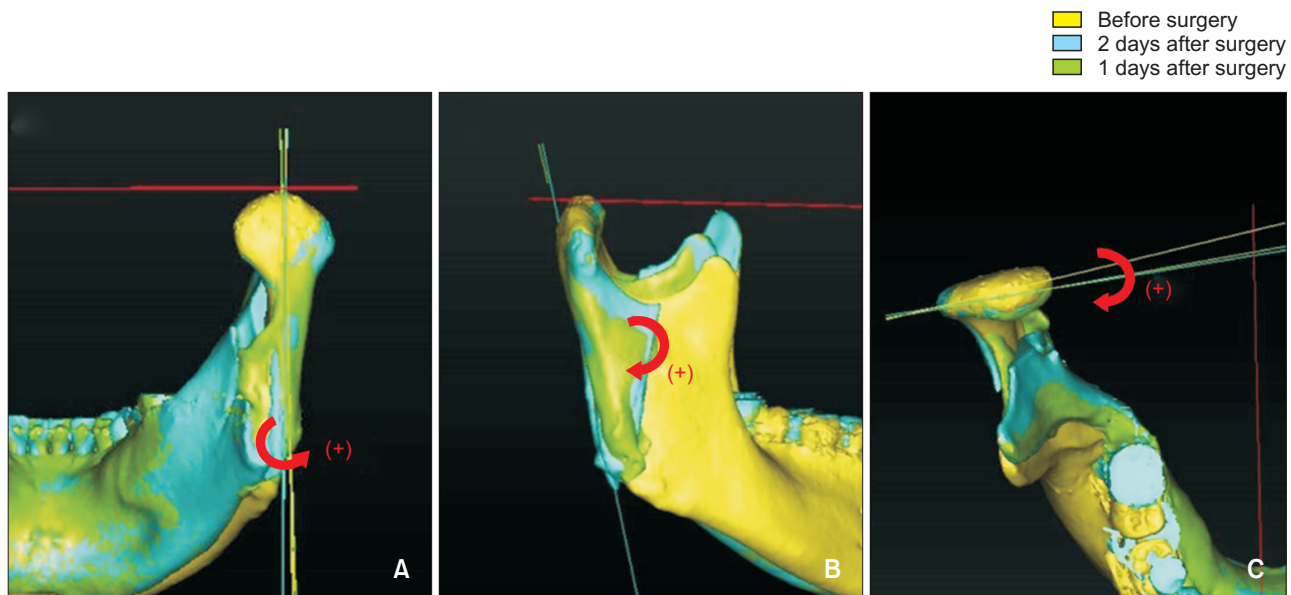 Before surgery
2 days after surgery
1 days after surgery
(+)
(+)
(+)
A
B
C